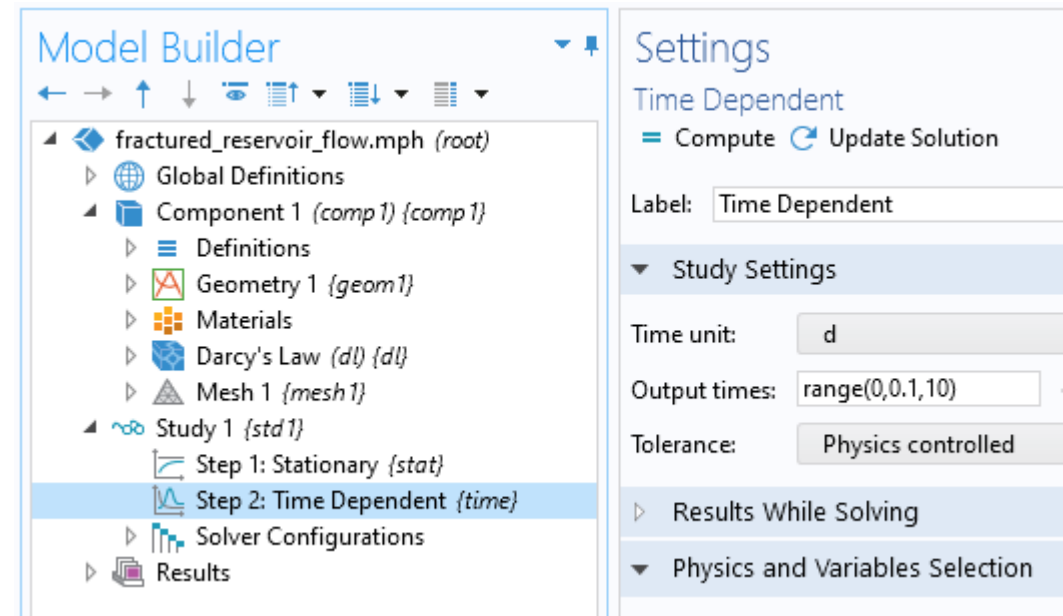 Model Builder
fractured_reservoir_flow.mph (root)
Global Definitions
Component 1 (comp1) {comp1}
Definitions
Geometry 1 {geom1}
Materials
Darcy's Law (dl) {dl}
Mesh 1 {mesh1}
Study 1 {std1}
Step 1: Stationary {stat}
Step 2: Time Dependent {time}
Solver Configurations
Results
Settings
Time Dependent
= Compute Update Solution
Label: Time Dependent
Study Settings
Time unit: d
Output times: range(0,0.1,10)
Tolerance: Physics controlled
Results While Solving
Physics and Variables Selection